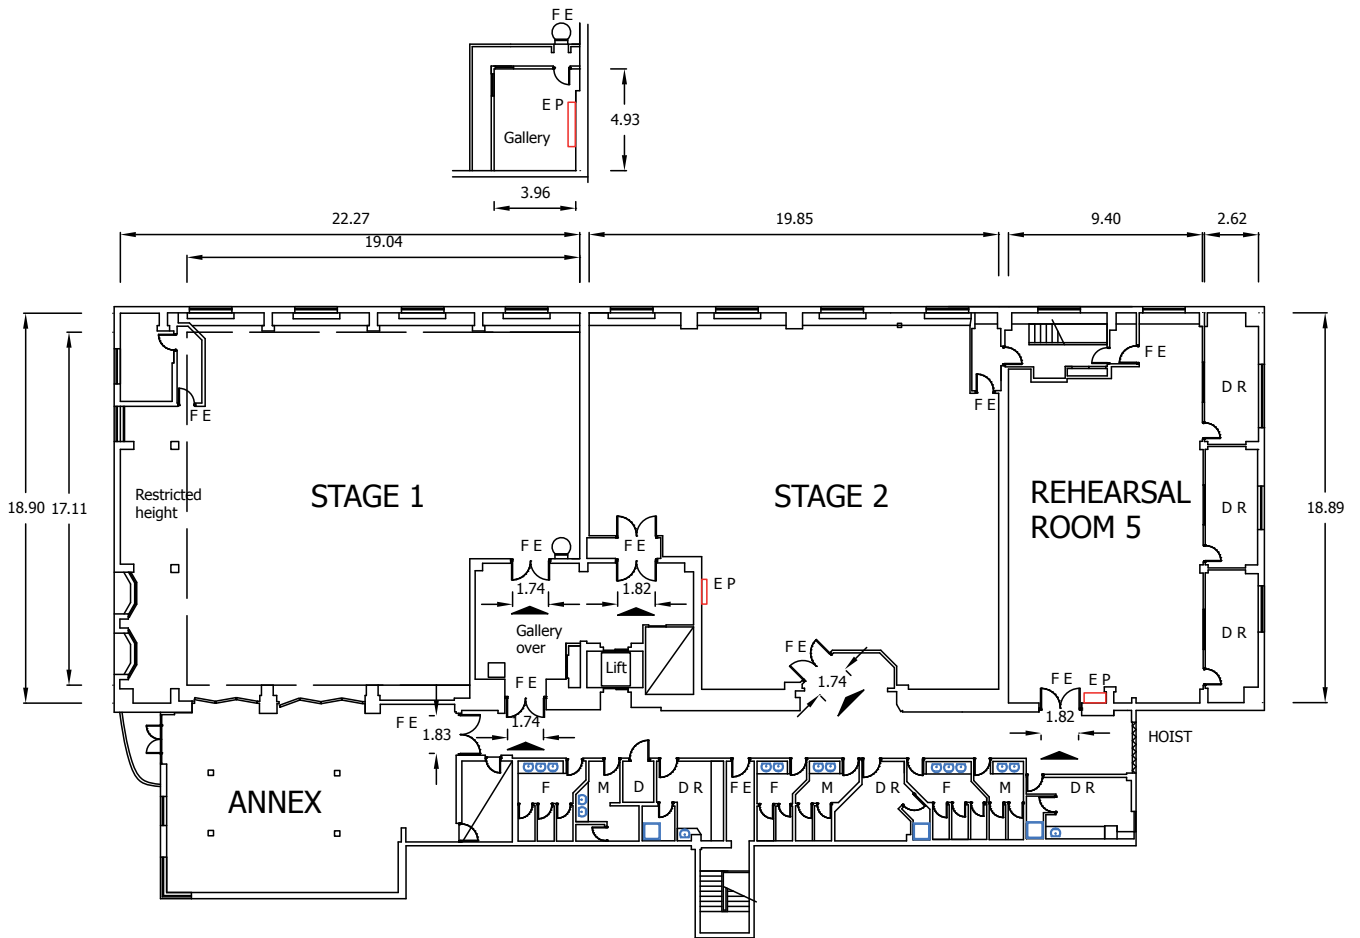 F E
E P
4.93
Gallery
3.96
22.27
19.85
9.40
2.62
19.04
F E
D R
F E
F E
STAGE 1
STAGE 2
REHEARSAL
ROOM 5
Restricted
height
18.90
17.11
D R
18.89
F E
F E
1.74
1.82
E P
Gallery
over
D R
F E
Lift
F E
1.74
F E
E P
F E
1.83
1.74
1.82
HOIST
ANNEX
F
M
D
D R
F E
F
M
D R
F
M
D R